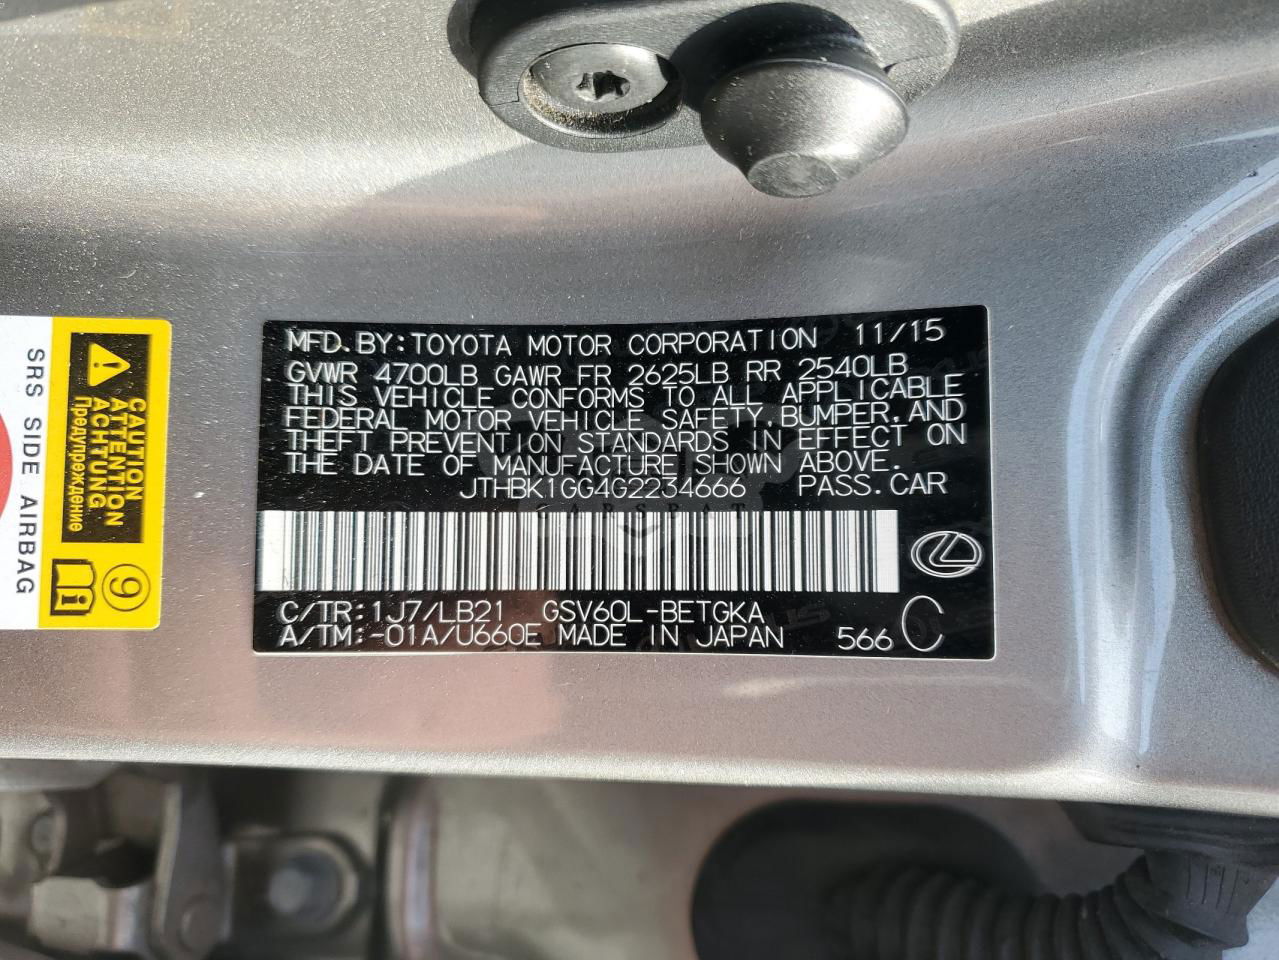 MFD. BY: TOYOTA MOTOR CORPORATION 11/15
GVWR 4700LB GAWR FR 2625LB RR 2540LB
THIS VEHICLE CONFORMS TO ALL APPLICABLE
FEDERAL MOTOR VEHICLE SAFETY, BUMPER, AND
THEFT PREVENTION STANDARDS IN EFFECT ON
THE DATE OF MANUFACTURE SHOWN ABOVE.
JTHBK1GG4G2234666 PASS. CAR
CARSPAT
C/TR: 1J7/LB21 GSV60L-BETGKA
A/TM: -01A/U660E MADE IN JAPAN 566 C
CAUTION
ATTENTION
ACHTUNG
Предупреждение
SRS SIDE AIRBAG
9